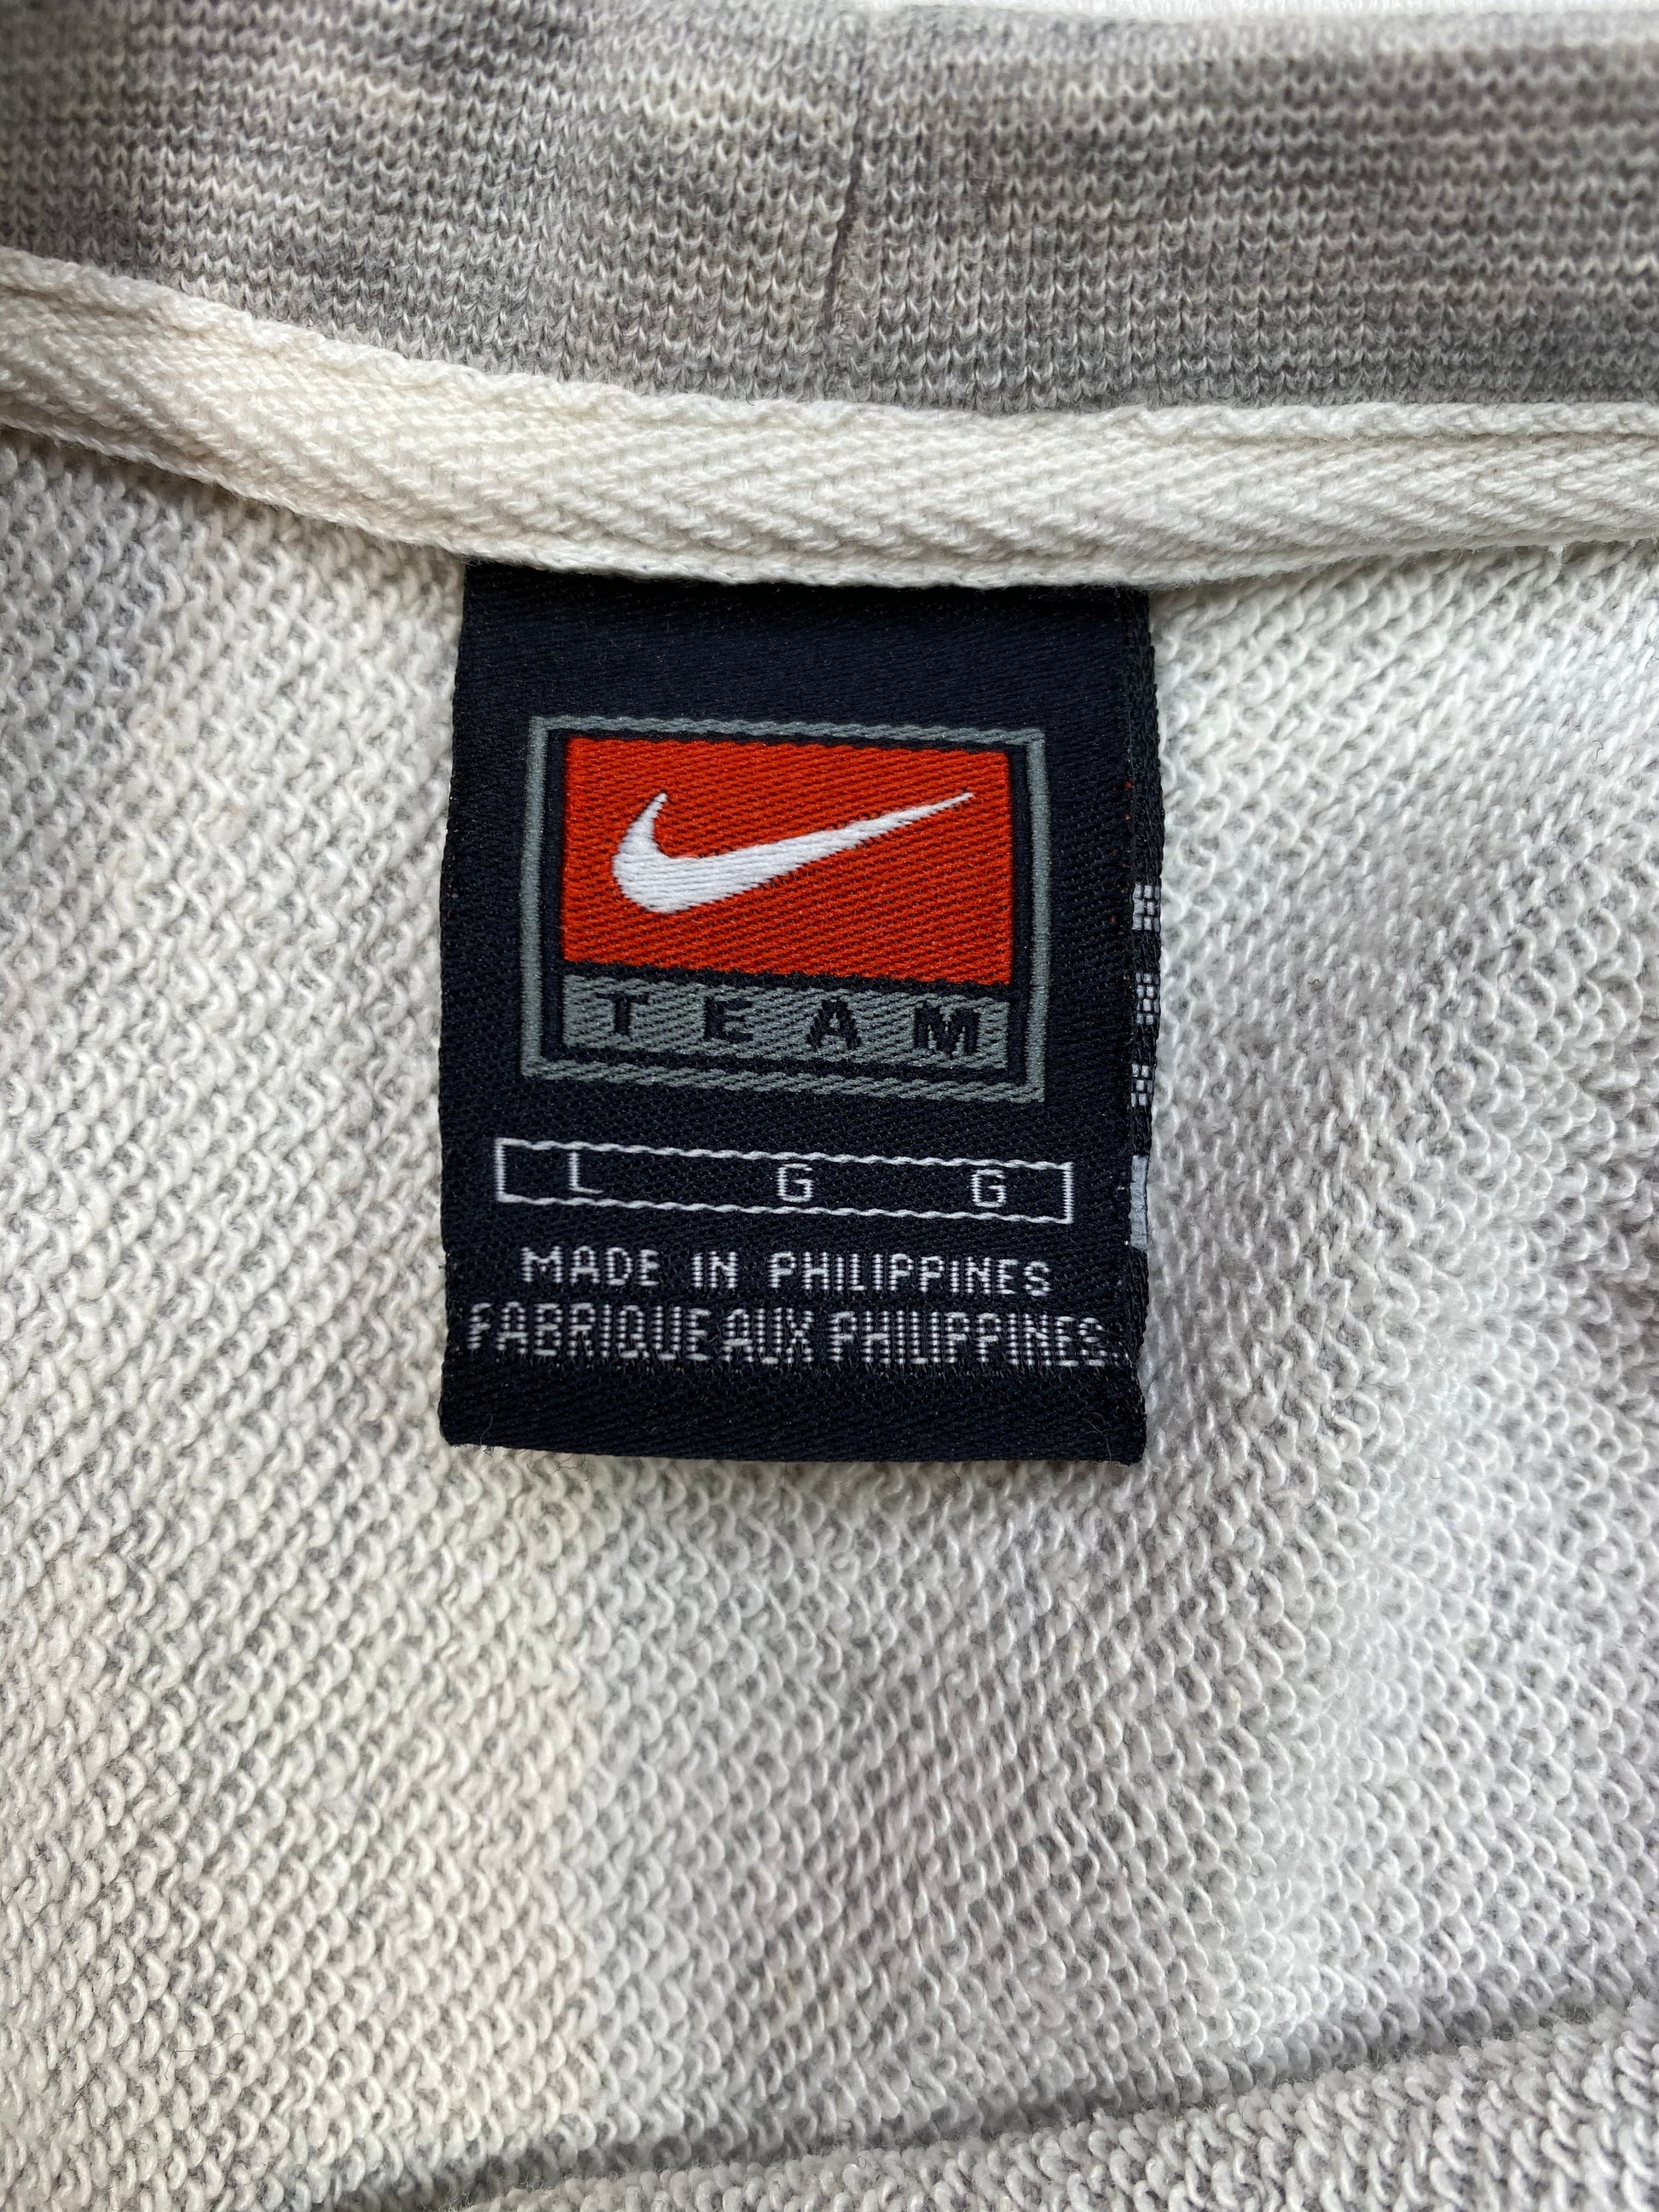 TEAM
L G G
MADE IN PHILIPPINES
FABRIQUE AUX PHILIPPINES